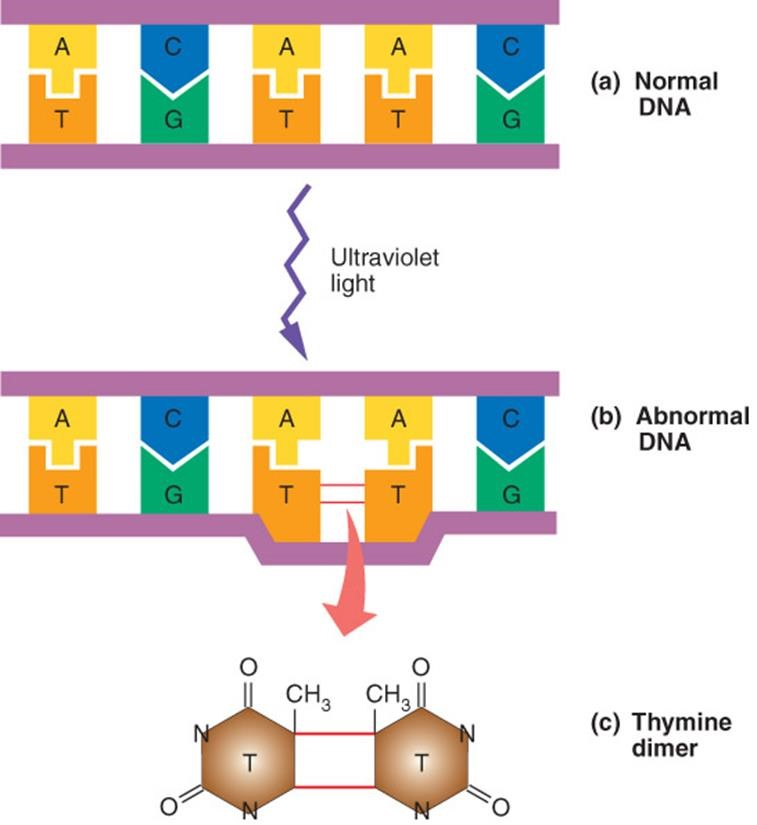 A C A A C
(a) Normal
DNA
T G T T G
Ultraviolet
light
A C A A C
(b) Abnormal
DNA
T G T T G
O O
CH3 CH3
N T T N
(c) Thymine
dimer
O N N O